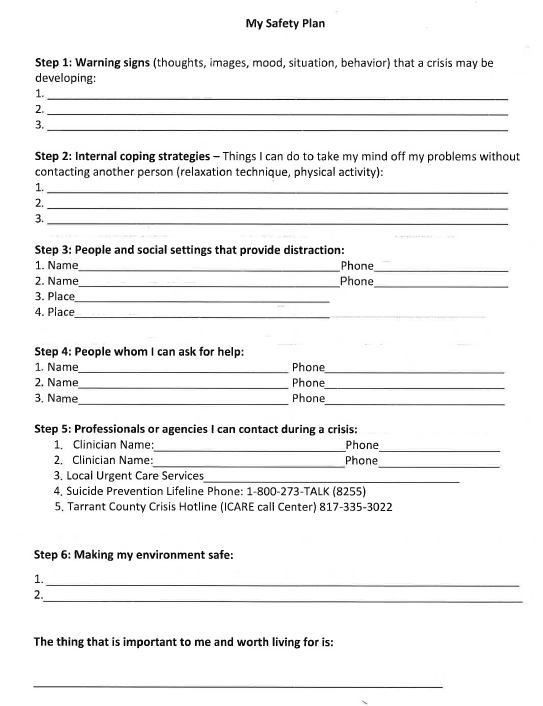 My Safety Plan
Step 1: Warning signs (thoughts, images, mood, situation, behavior) that a crisis may be
developing:
1.
2.
3.
Step 2: Internal coping strategies – Things I can do to take my mind off my problems without
contacting another person (relaxation technique, physical activity):
1.
2.
3.
Step 3: People and social settings that provide distraction:
1. Name Phone
2. Name Phone
3. Place
4. Place
Step 4: People whom I can ask for help:
1. Name Phone
2. Name Phone
3. Name Phone
Step 5: Professionals or agencies I can contact during a crisis:
1. Clinician Name: Phone
2. Clinician Name: Phone
3. Local Urgent Care Services
4. Suicide Prevention Lifeline Phone: 1-800-273-TALK (8255)
5. Tarrant County Crisis Hotline (ICARE call Center) 817-335-3022
Step 6: Making my environment safe:
1.
2.
The thing that is important to me and worth living for is: